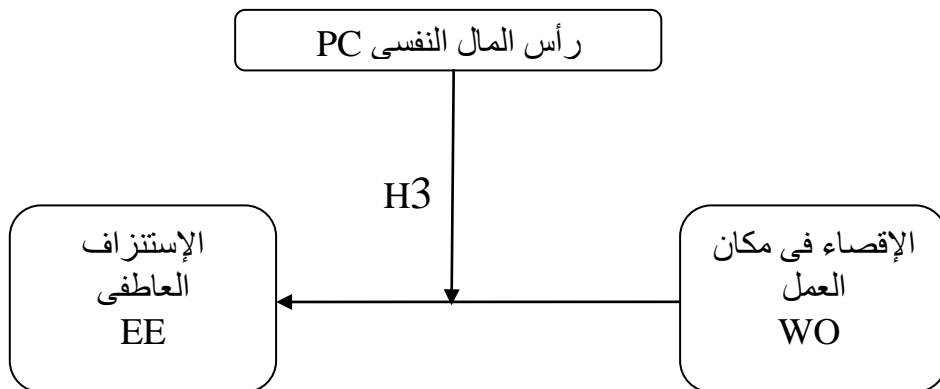 رأس المال النفسى PC
H3
الإقصاء فى مكان
العمل
WO
الإستنزاف
العاطفى
EE